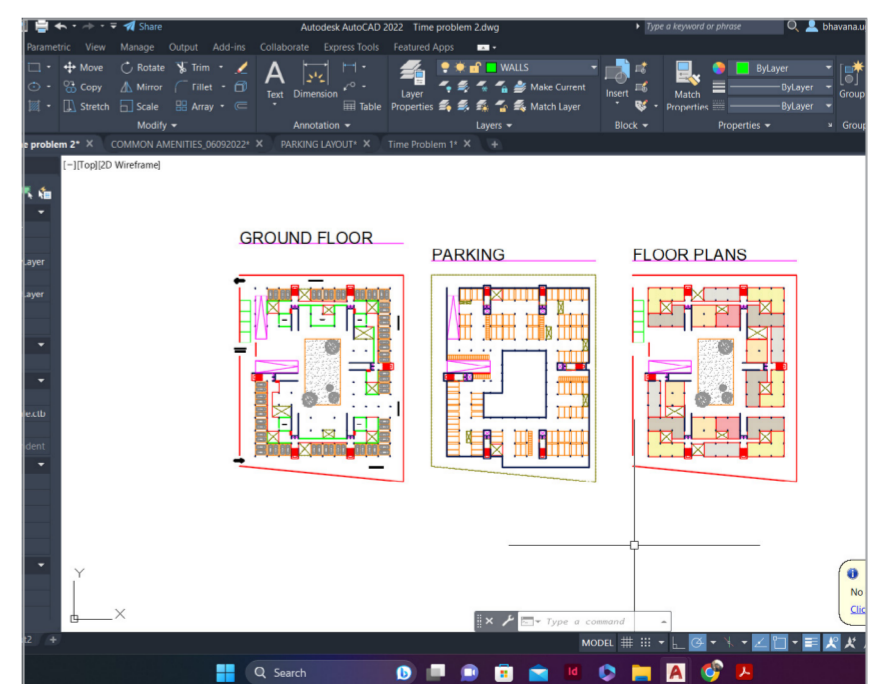 Share
Autodesk AutoCAD 2022 Time problem 2.dwg
Type a keyword or phrase
Parametric View Manage Output Add-ins Collaborate Express Tools Featured Apps
Move Rotate Trim
Copy Mirror Fillet
Stretch Scale Array
Modify
Text Dimension Table
Annotation
Layer Properties
WALLS
Make Current
Match Layer
Layers
Insert
Block
Match Properties
ByLayer
ByLayer
ByLayer
Properties
Group
Group
problem 2* COMMON AMENITIES_06092022* PARKING LAYOUT* Time Problem 1*
[−][Top][2D Wireframe]
GROUND FLOOR
PARKING
FLOOR PLANS
Y
X
Type a command
No
MODEL
Search